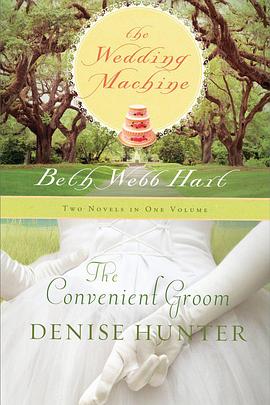 the
Wedding
Machine
Beth Webb Hart
TWO NOVELS IN ONE VOLUME
The
Convenient Groom
DENISE HUNTER